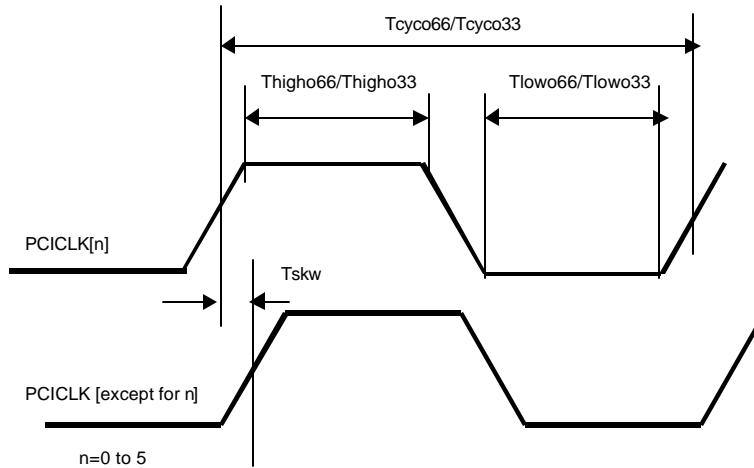 Tcyco66/Tcyco33
Thigho66/Thigho33
Tlowo66/Tlowo33
PCICLK[n]
Tskw
PCICLK [except for n]
n=0 to 5